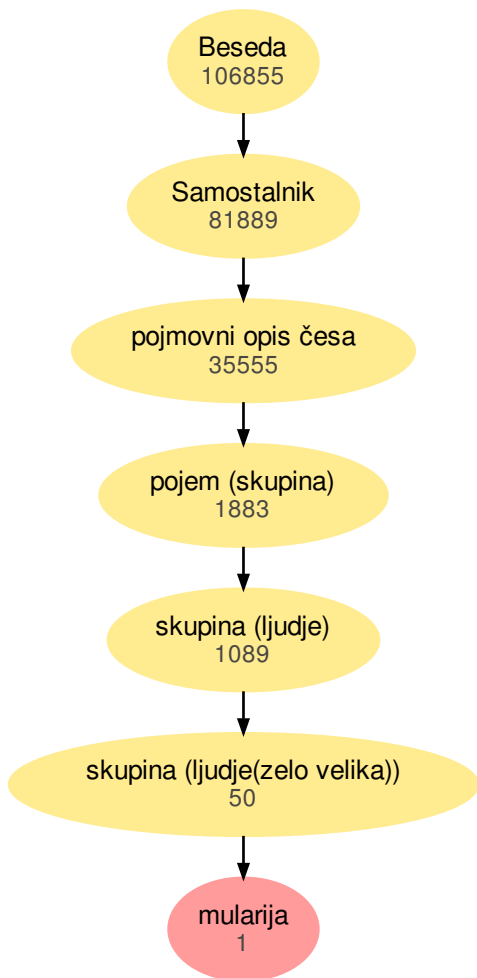 Beseda
106855
Samostalnik
81889
pojmovni opis česa
35555
pojem (skupina)
1883
skupina (ljudje)
1089
skupina (ljudje(zelo velika))
50
mularija
1